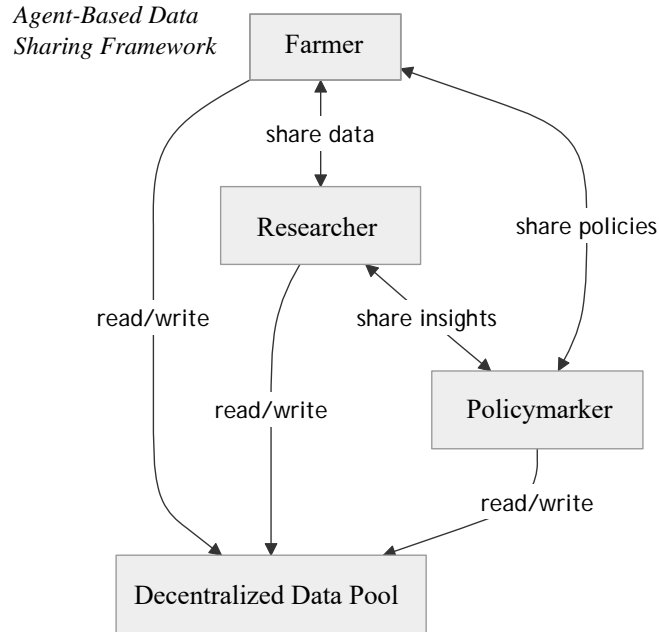 Agent-Based Data
Sharing Framework
Farmer
share data
Researcher
share policies
read/write
share insights
read/write
Policymarker
read/write
Decentralized Data Pool